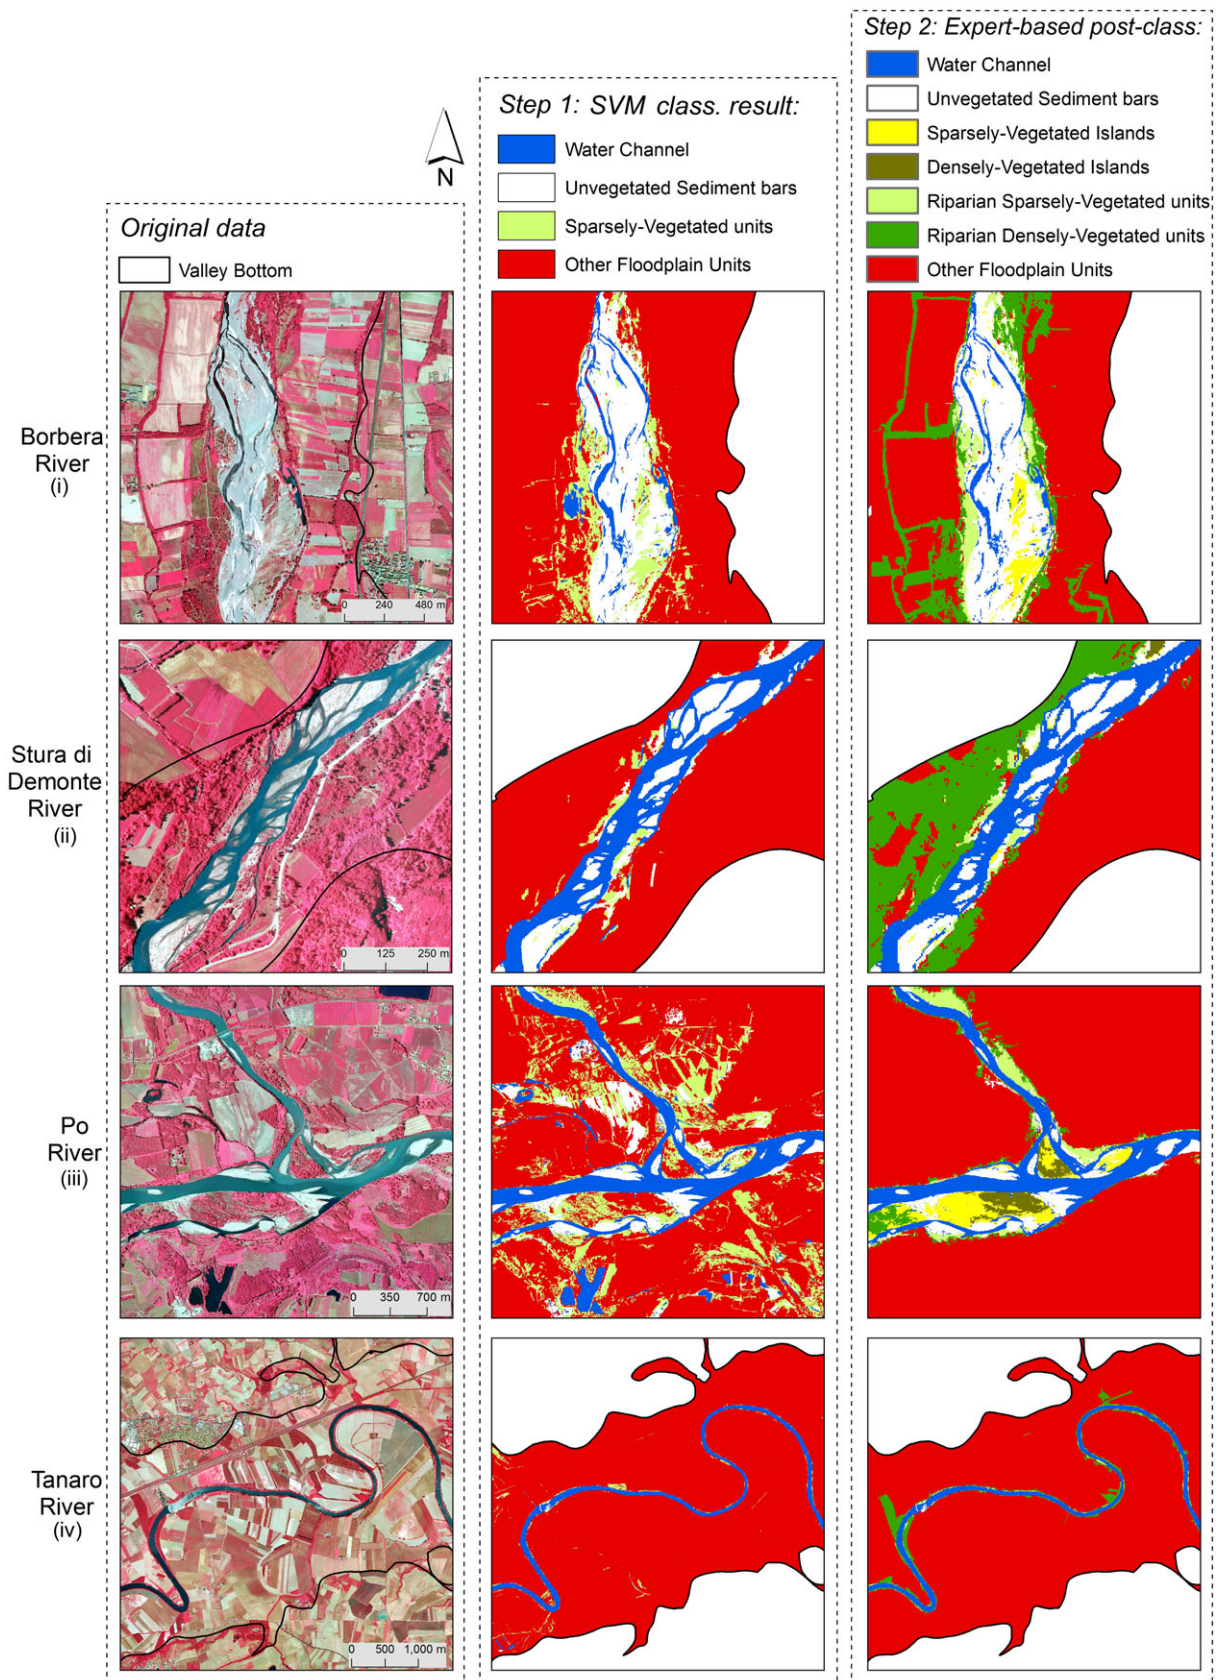 Step 2: Expert-based post-class:
Water Channel
Unvegetated Sediment bars
Sparsely-Vegetated Islands
Densely-Vegetated Islands
Riparian Sparsely-Vegetated units
Riparian Densely-Vegetated units
Other Floodplain Units
Step 1: SVM class. result:
Water Channel
Unvegetated Sediment bars
Sparsely-Vegetated units
Other Floodplain Units
N
Original data
Valley Bottom
Borbera
River
(i)
0 240 480 m
Stura di
Demonte
River
(ii)
0 125 250 m
Po
River
(iii)
0 350 700 m
Tanaro
River
(iv)
0 500 1,000 m